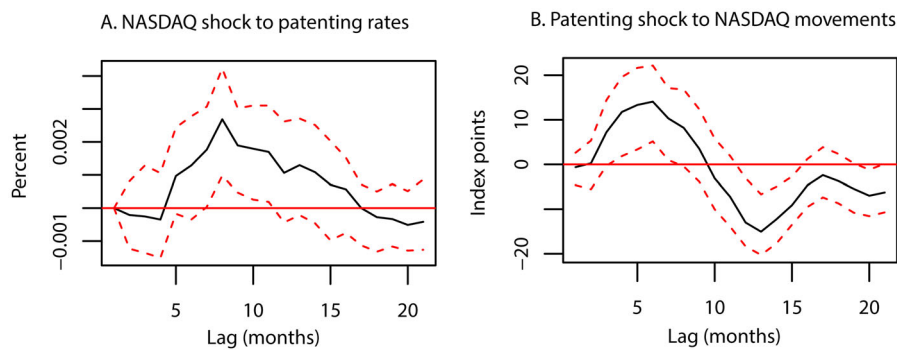 A. NASDAQ shock to patenting rates
Percent
0.002
−0.001
5 10 15 20
Lag (months)
B. Patenting shock to NASDAQ movements
Index points
20
10
0
−20
5 10 15 20
Lag (months)